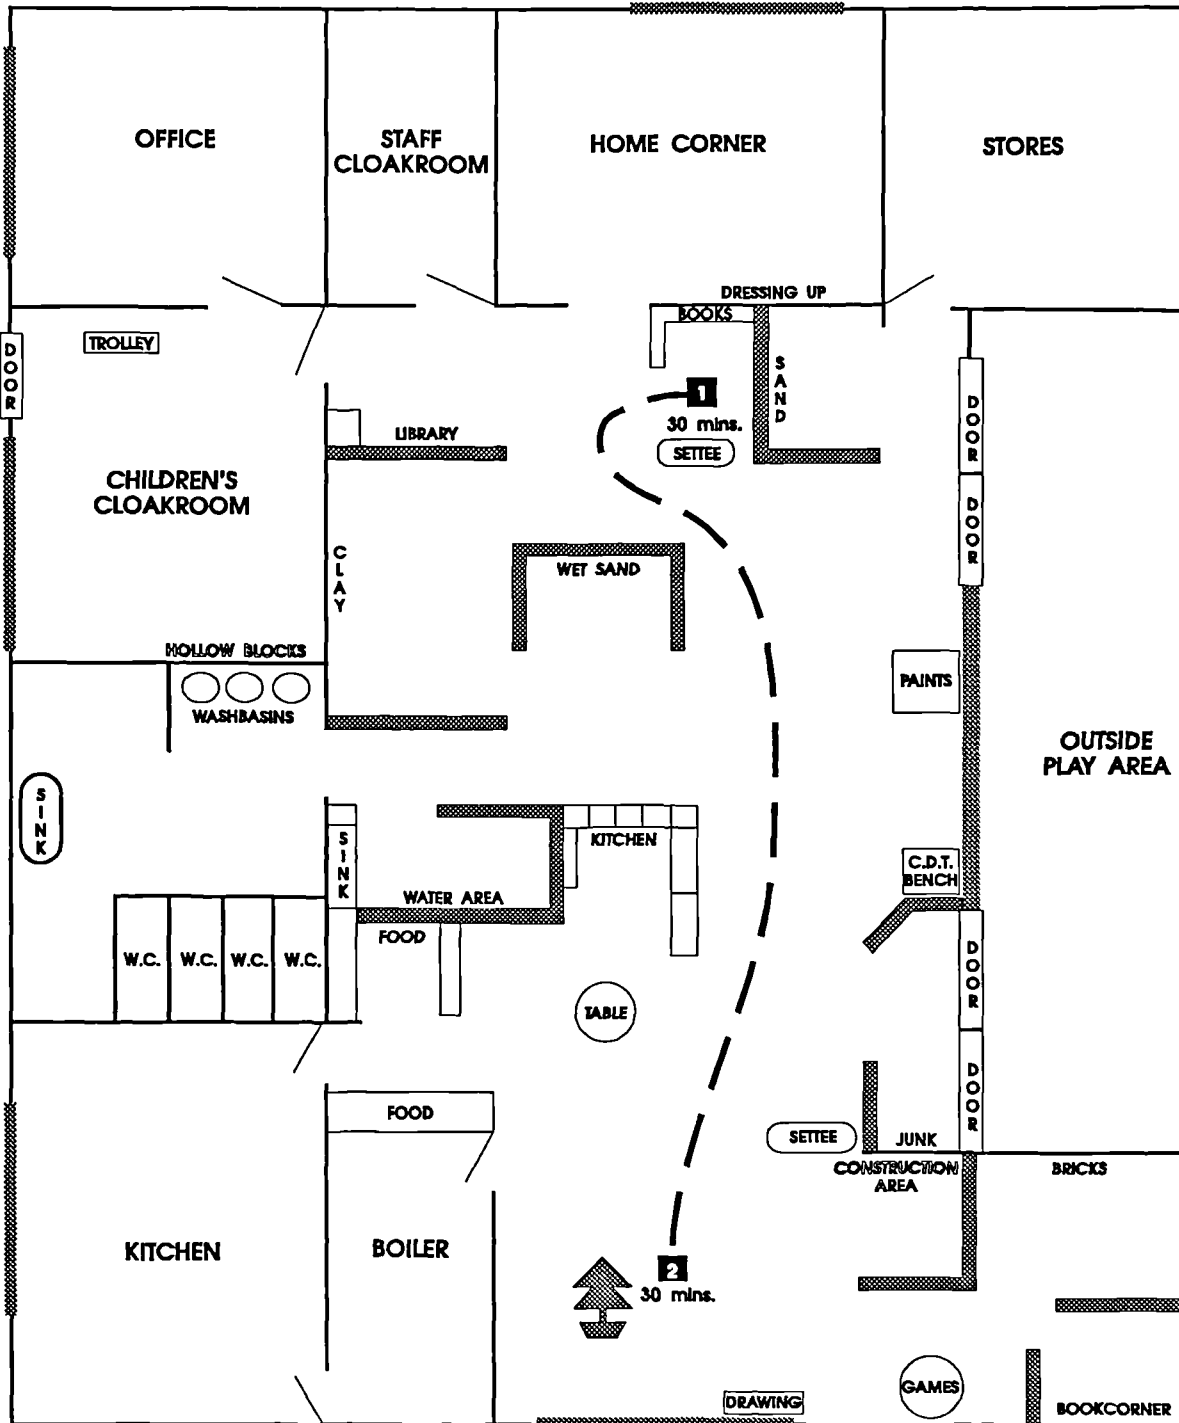 OFFICE
STAFF
CLOAKROOM
HOME CORNER
STORES
DRESSING UP
BOOKS
TROLLEY
DOOR
SAND
1
30 mins.
SETTEE
DOOR
LIBRARY
CHILDREN'S
CLOAKROOM
DOOR
CLAY
WET SAND
HOLLOW BLOCKS
WASHBASINS
PAINTS
OUTSIDE
PLAY AREA
SINK
SINK
KITCHEN
C.D.T.
BENCH
WATER AREA
FOOD
W.C.
W.C.
W.C.
W.C.
DOOR
TABLE
DOOR
FOOD
SETTEE
JUNK
CONSTRUCTION
AREA
BRICKS
KITCHEN
BOILER
2
30 mins.
GAMES
DRAWING
BOOKCORNER